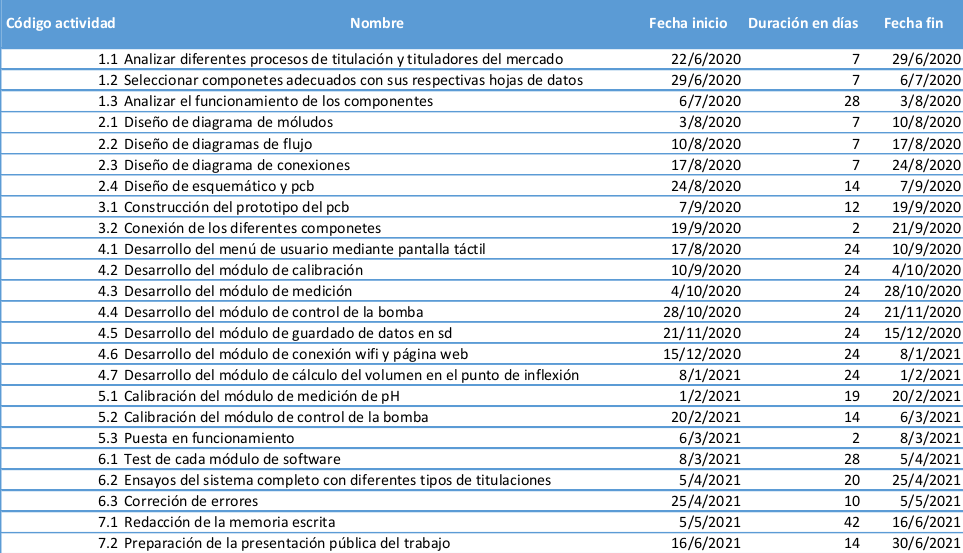 Código actividad Nombre Fecha inicio Duración en días Fecha fin
1.1 Analizar diferentes procesos de titulación y tituladores del mercado 22/6/2020 7 29/6/2020
1.2 Seleccionar componetes adecuados con sus respectivas hojas de datos 29/6/2020 7 6/7/2020
1.3 Analizar el funcionamiento de los componentes 6/7/2020 28 3/8/2020
2.1 Diseño de diagrama de móludos 3/8/2020 7 10/8/2020
2.2 Diseño de diagramas de flujo 10/8/2020 7 17/8/2020
2.3 Diseño de diagrama de conexiones 17/8/2020 7 24/8/2020
2.4 Diseño de esquemático y pcb 24/8/2020 14 7/9/2020
3.1 Construcción del prototipo del pcb 7/9/2020 12 19/9/2020
3.2 Conexión de los diferentes componetes 19/9/2020 2 21/9/2020
4.1 Desarrollo del menú de usuario mediante pantalla táctil 17/8/2020 24 10/9/2020
4.2 Desarrollo del módulo de calibración 10/9/2020 24 4/10/2020
4.3 Desarrollo del módulo de medición 4/10/2020 24 28/10/2020
4.4 Desarrollo del módulo de control de la bomba 28/10/2020 24 21/11/2020
4.5 Desarrollo del módulo de guardado de datos en sd 21/11/2020 24 15/12/2020
4.6 Desarrollo del módulo de conexión wifi y página web 15/12/2020 24 8/1/2021
4.7 Desarrollo del módulo de cálculo del volumen en el punto de inflexión 8/1/2021 24 1/2/2021
5.1 Calibración del módulo de medición de pH 1/2/2021 19 20/2/2021
5.2 Calibración del módulo de control de la bomba 20/2/2021 14 6/3/2021
5.3 Puesta en funcionamiento 6/3/2021 2 8/3/2021
6.1 Test de cada módulo de software 8/3/2021 28 5/4/2021
6.2 Ensayos del sistema completo con diferentes tipos de titulaciones 5/4/2021 20 25/4/2021
6.3 Correción de errores 25/4/2021 10 5/5/2021
7.1 Redacción de la memoria escrita 5/5/2021 42 16/6/2021
7.2 Preparación de la presentación pública del trabajo 16/6/2021 14 30/6/2021